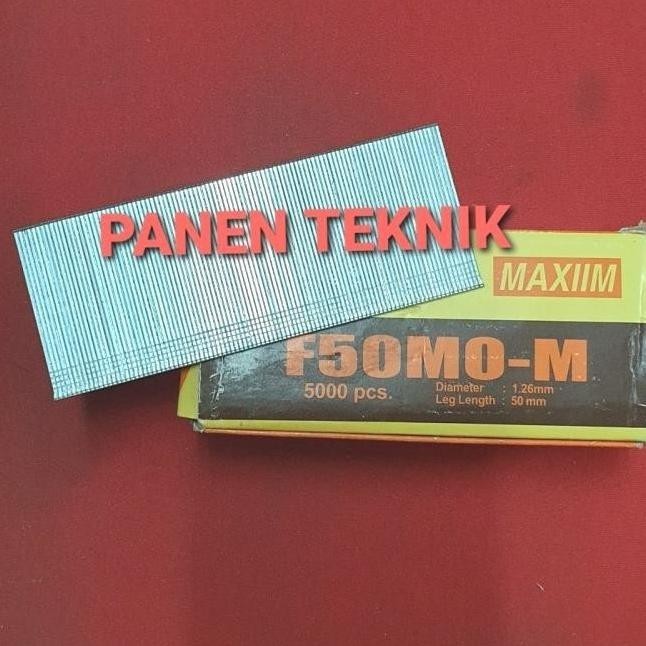 PANEN TEKNIK
MAXIIM
F50MO-M
5000 pcs.
Diameter : 1.26mm
Leg Length : 50 mm